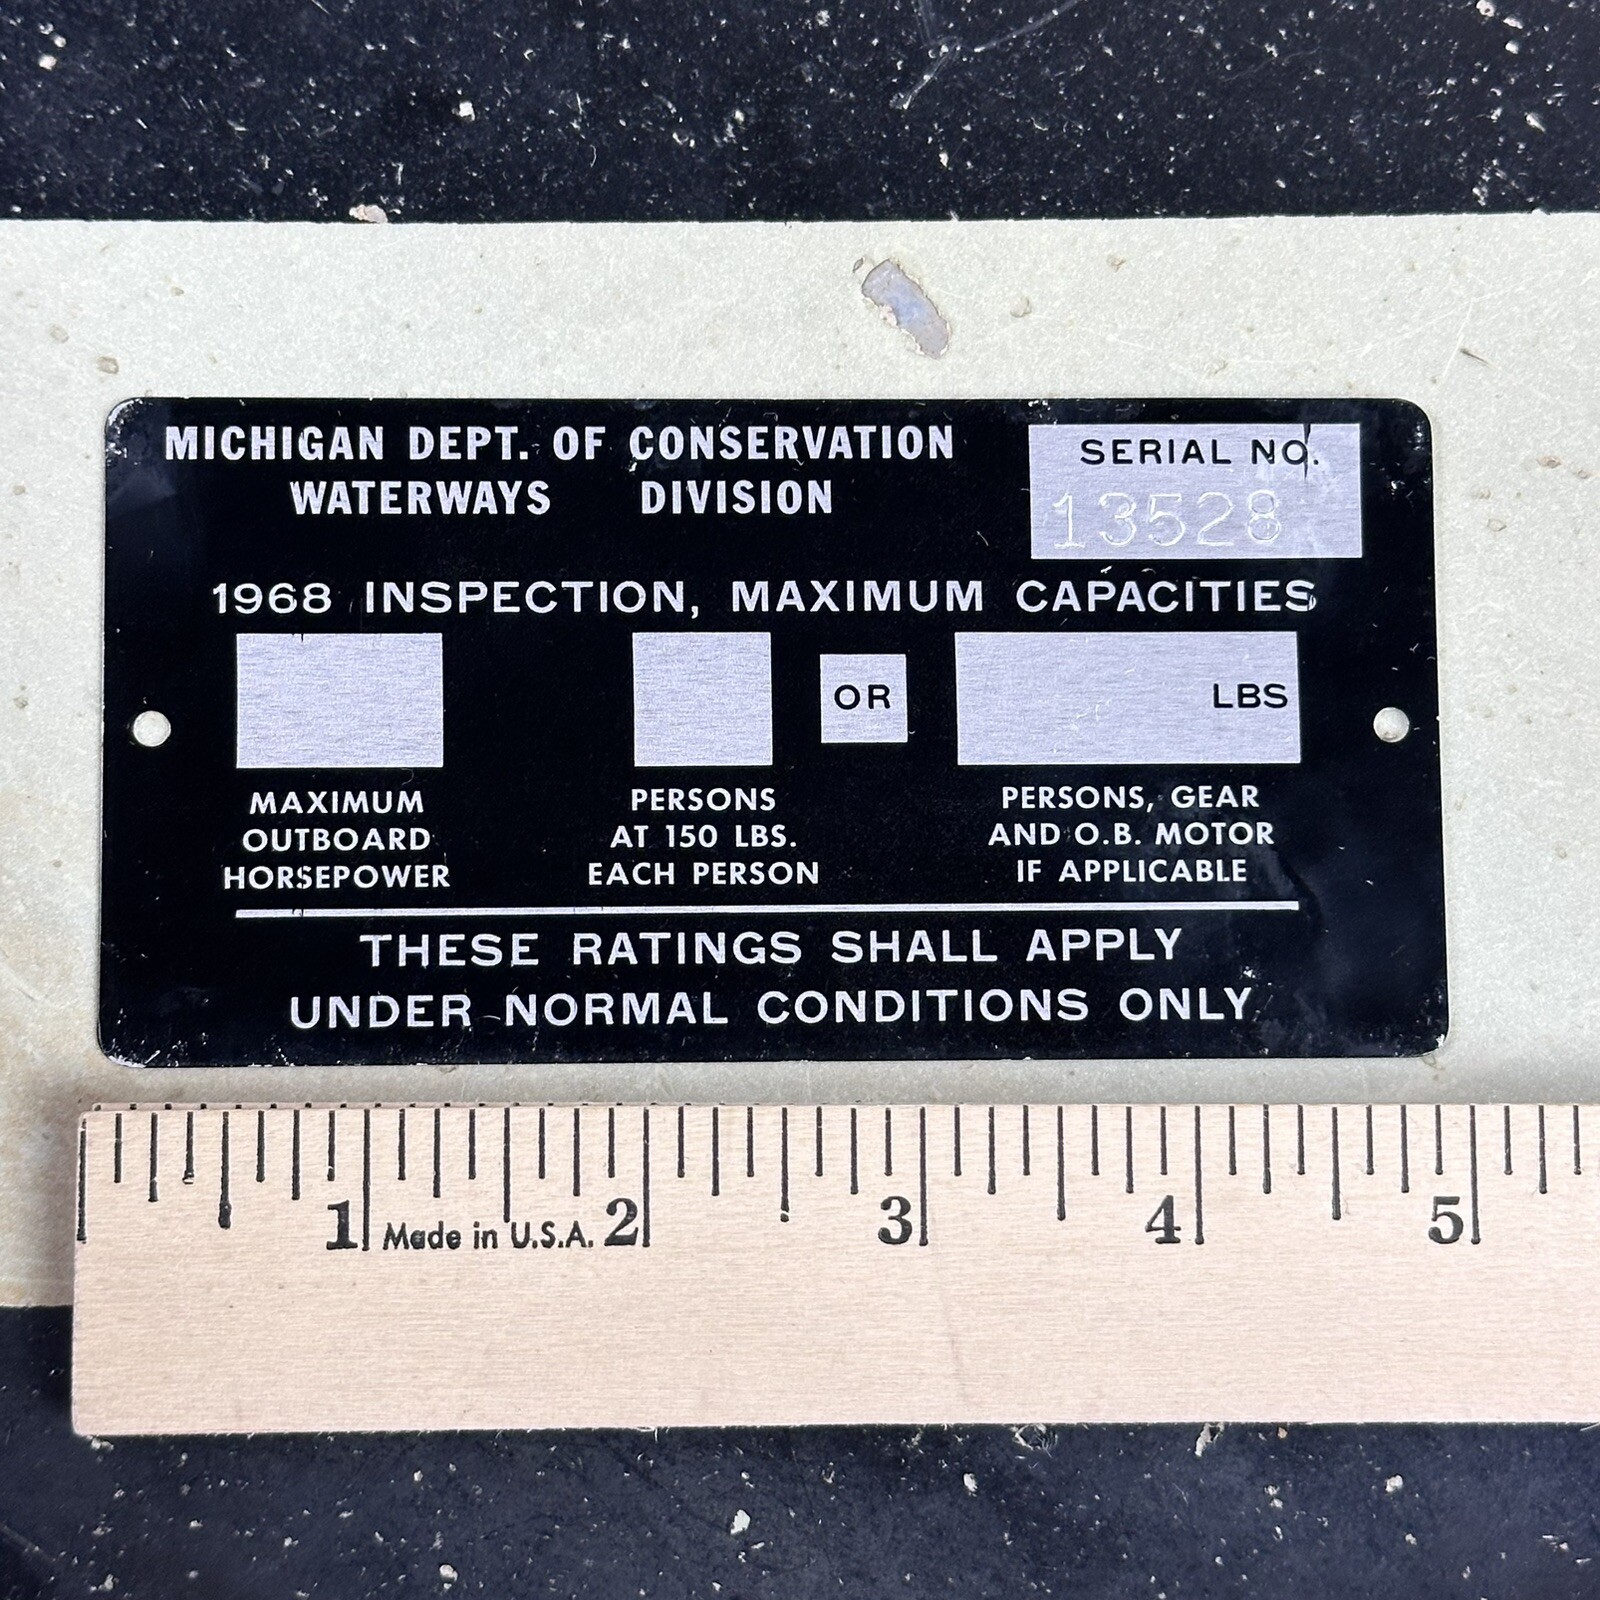 MICHIGAN DEPT. OF CONSERVATION
WATERWAYS DIVISION
SERIAL NO.
13528
1968 INSPECTION, MAXIMUM CAPACITIES
OR
LBS
MAXIMUM
OUTBOARD
HORSEPOWER
PERSONS
AT 150 LBS.
EACH PERSON
PERSONS, GEAR
AND O.B. MOTOR
IF APPLICABLE
THESE RATINGS SHALL APPLY
UNDER NORMAL CONDITIONS ONLY
1 Made in U.S.A. 2 3 4 5